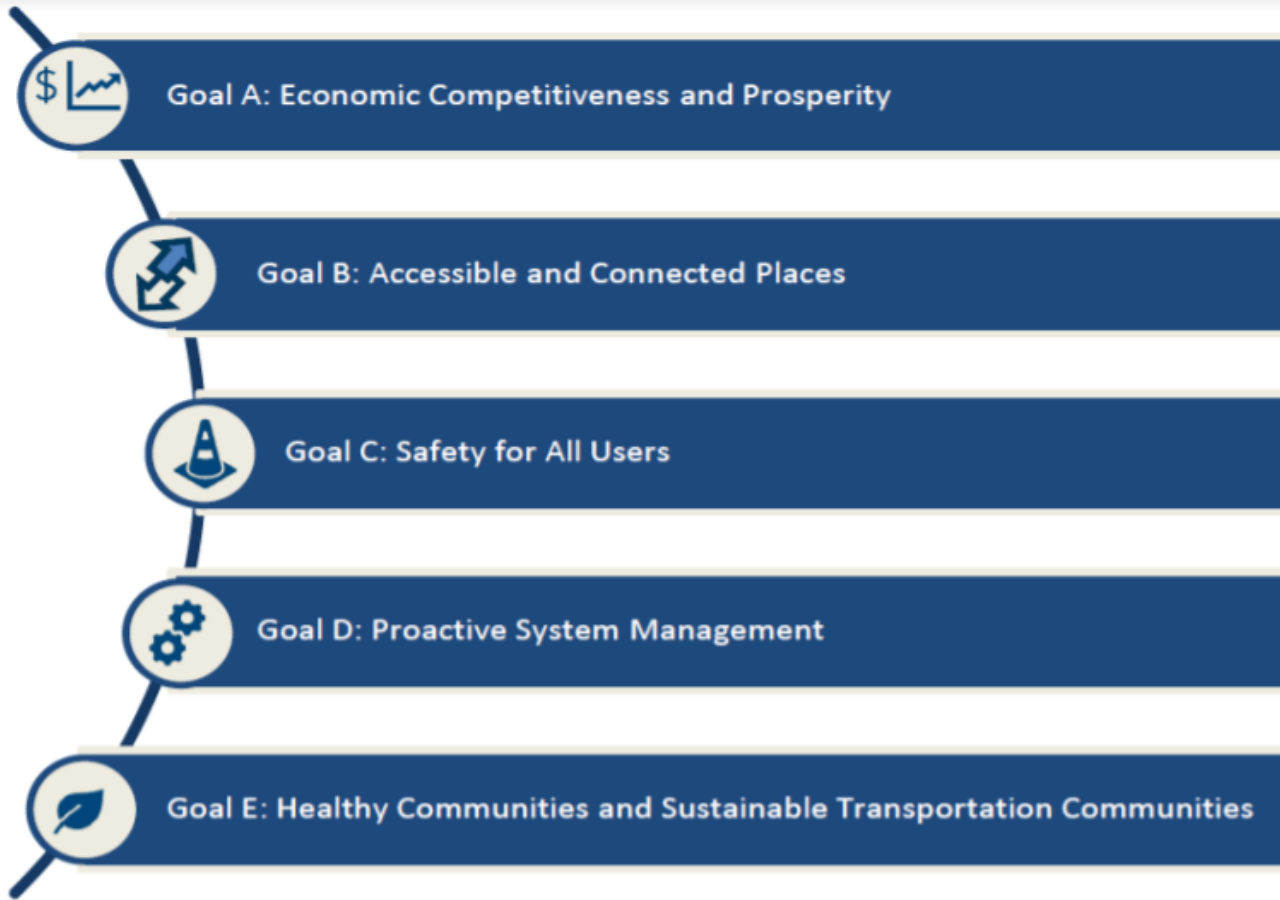 $
Goal A: Economic Competitiveness and Prosperity
Goal B: Accessible and Connected Places
Goal C: Safety for All Users
Goal D: Proactive System Management
Goal E: Healthy Communities and Sustainable Transportation Communities